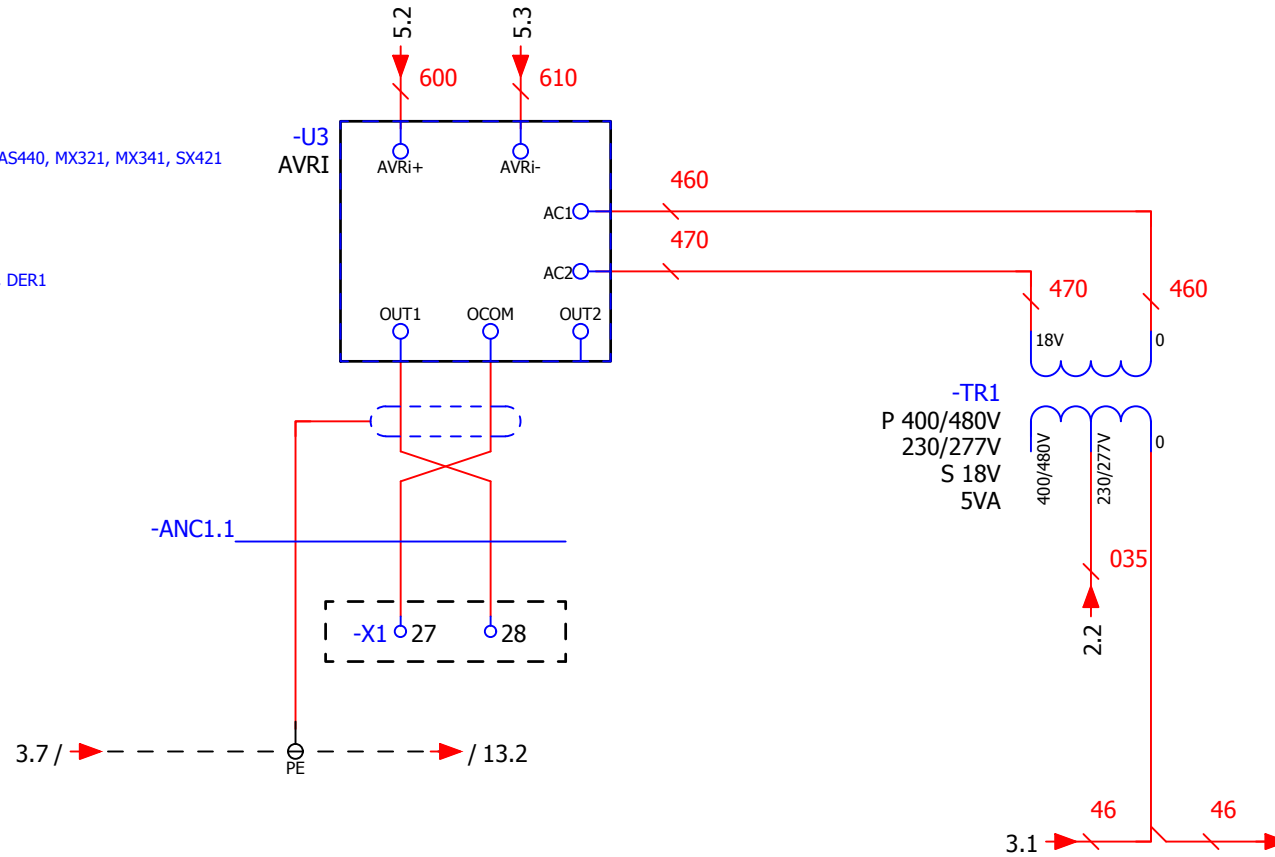 5.2
5.3
600
610
-U3
AVRI
AVRi+
AVRi-
AS440, MX321, MX341, SX421
460
AC1
470
AC2
DER1
470
460
OUT1
OCOM
OUT2
18V
0
-TR1
P 400/480V
230/277V
S 18V
5VA
400/480V
230/277V
0
-ANC1.1
035
-X1
27
28
2.2
3.7 /
/ 13.2
PE
46
46
3.1